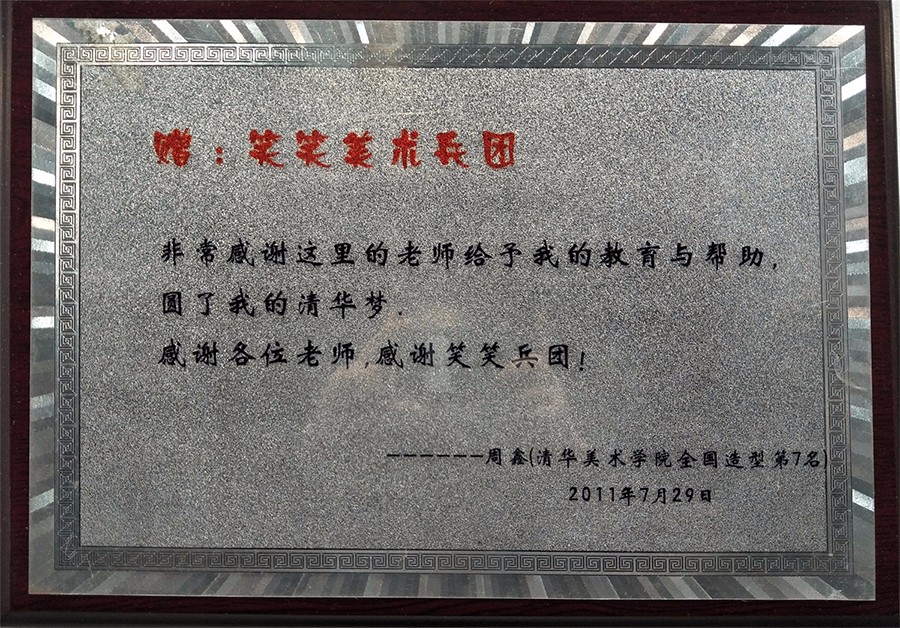 赠：笑笑美术兵团
非常感谢这里的老师给予我的教育与帮助,
圆了我的清华梦.
感谢各位老师,感谢笑笑兵团!
------周鑫(清华美术学院全国造型第7名)
2011年7月29日